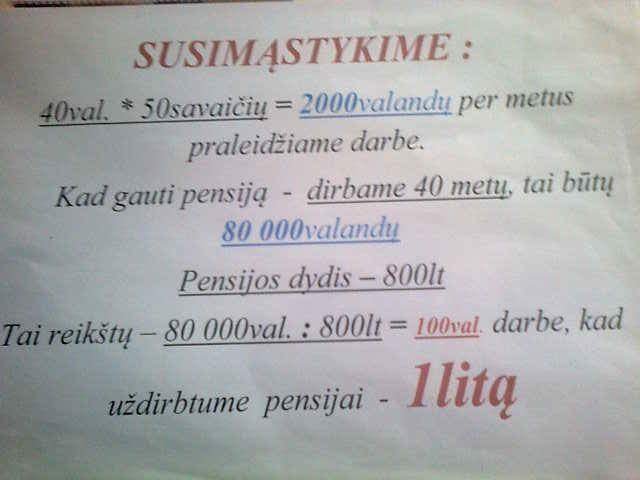 SUSIMĄSTYKIME :
40val. * 50savaičių = 2000valandų per metus
praleidžiame darbe.
Kad gauti pensiją - dirbame 40 metų, tai būtų
80 000valandų
Pensijos dydis – 800lt
Tai reikštų – 80 000val. : 800lt = 100val. darbe, kad
uždirbtume pensijai - 1litą